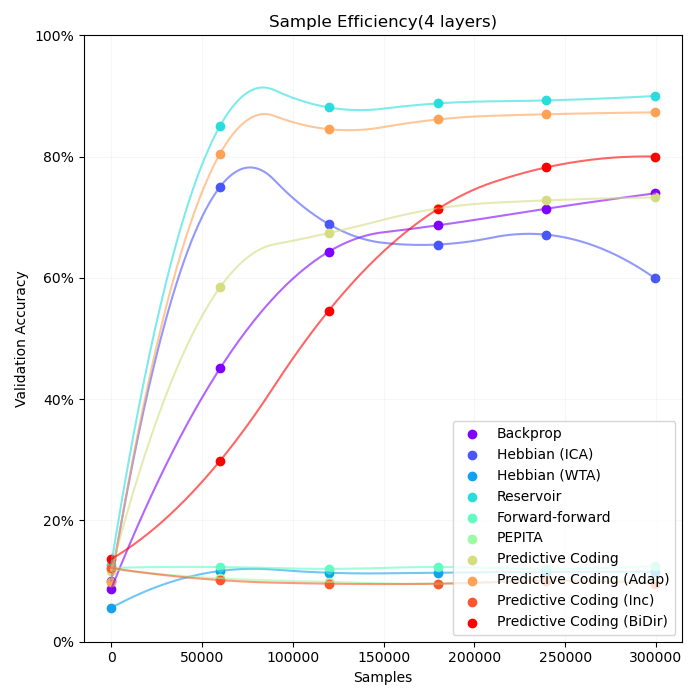 Sample Efficiency(4 layers)
100%
80%
60%
40%
20%
0%
Validation Accuracy
0
50000
100000
150000
200000
250000
300000
Samples
Backprop
Hebbian (ICA)
Hebbian (WTA)
Reservoir
Forward-forward
PEPITA
Predictive Coding
Predictive Coding (Adap)
Predictive Coding (Inc)
Predictive Coding (BiDir)